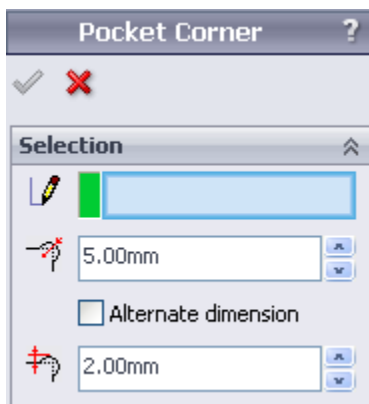 Pocket Corner ?
Selection
5.00mm
Alternate dimension
2.00mm